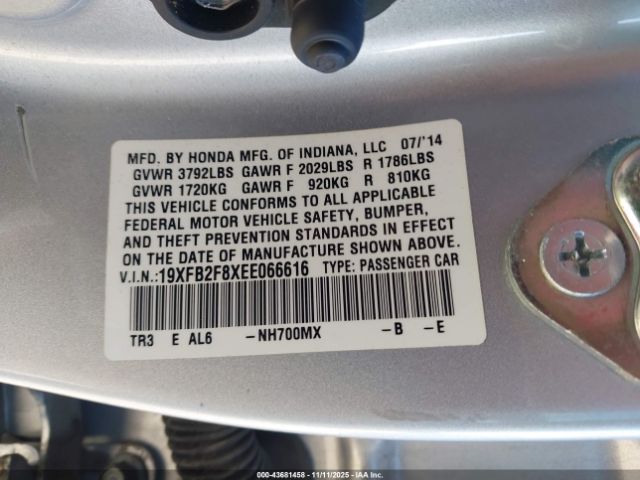 MFD. BY HONDA MFG. OF INDIANA, LLC 07/'14
GVWR 3792LBS GAWR F 2029LBS R 1786LBS
GVWR 1720KG GAWR F 920KG R 810KG
THIS VEHICLE CONFORMS TO ALL APPLICABLE
FEDERAL MOTOR VEHICLE SAFETY, BUMPER,
AND THEFT PREVENTION STANDARDS IN EFFECT
ON THE DATE OF MANUFACTURE SHOWN ABOVE.
V.I.N.:19XFB2F8XEE066616 TYPE: PASSENGER CAR
TR3 E AL6 -NH700MX -B -E
000-43681458 - 11/11/2025 - IAAI.COM